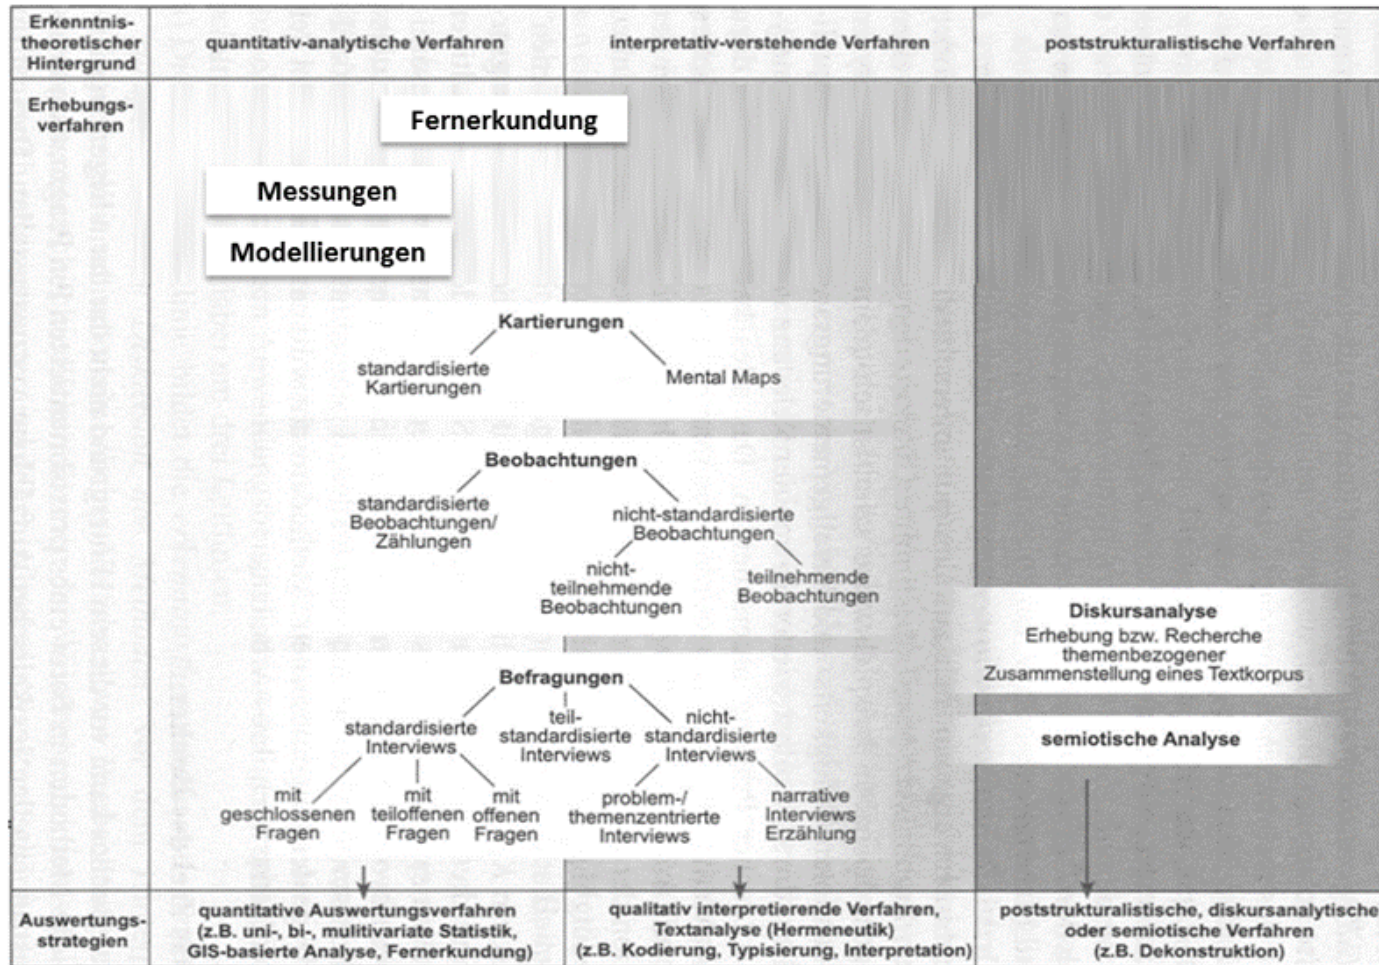 Erkenntnis-
theoretischer
Hintergrund
quantitativ-analytische Verfahren
interpretativ-verstehende Verfahren
poststrukturalistische Verfahren
Erhebungs-
verfahren
Fernerkundung
Messungen
Modellierungen
Kartierungen
standardisierte
Kartierungen
Mental Maps
Beobachtungen
standardisierte
Beobachtungen/
Zählungen
nicht-standardisierte
Beobachtungen
nicht-
teilnehmende
Beobachtungen
teilnehmende
Beobachtungen
Diskursanalyse
Erhebung bzw. Recherche
themenbezogener
Zusammenstellung eines Textkorpus
semiotische Analyse
Befragungen
standardisierte
Interviews
teil-
standardisierte
Interviews
nicht-
standardisierte
Interviews
mit
geschlossenen
Fragen
mit
teiloffenen
Fragen
mit
offenen
Fragen
problem-/
themenzentrierte
Interviews
narrative
Interviews
Erzählung
Auswertungs-
strategien
quantitative Auswertungsverfahren
(z.B. uni-, bi-, mulitivariate Statistik,
GIS-basierte Analyse, Fernerkundung)
qualitativ interpretierende Verfahren,
Textanalyse (Hermeneutik)
(z.B. Kodierung, Typisierung, Interpretation)
poststrukturalistische, diskursanalytische
oder semiotische Verfahren
(z.B. Dekonstruktion)